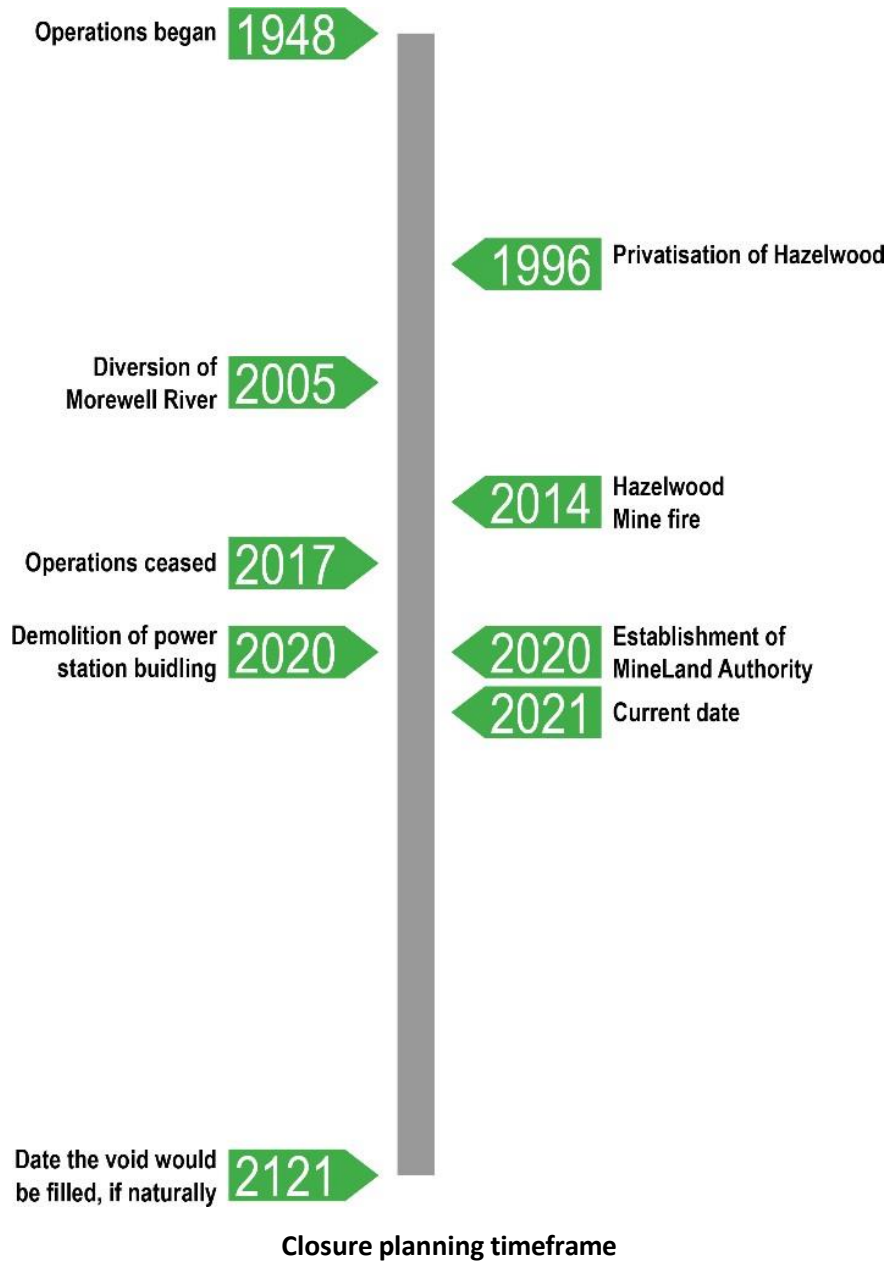 Operations began 1948
1996 Privatisation of Hazelwood
Diversion of
Morewell River
2005
2014
Hazelwood
Mine fire
Operations ceased 2017
Demolition of power
station buidling
2020
2020
Establishment of
MineLand Authority
2021 Current date
Date the void would
be filled, if naturally
2121
Closure planning timeframe